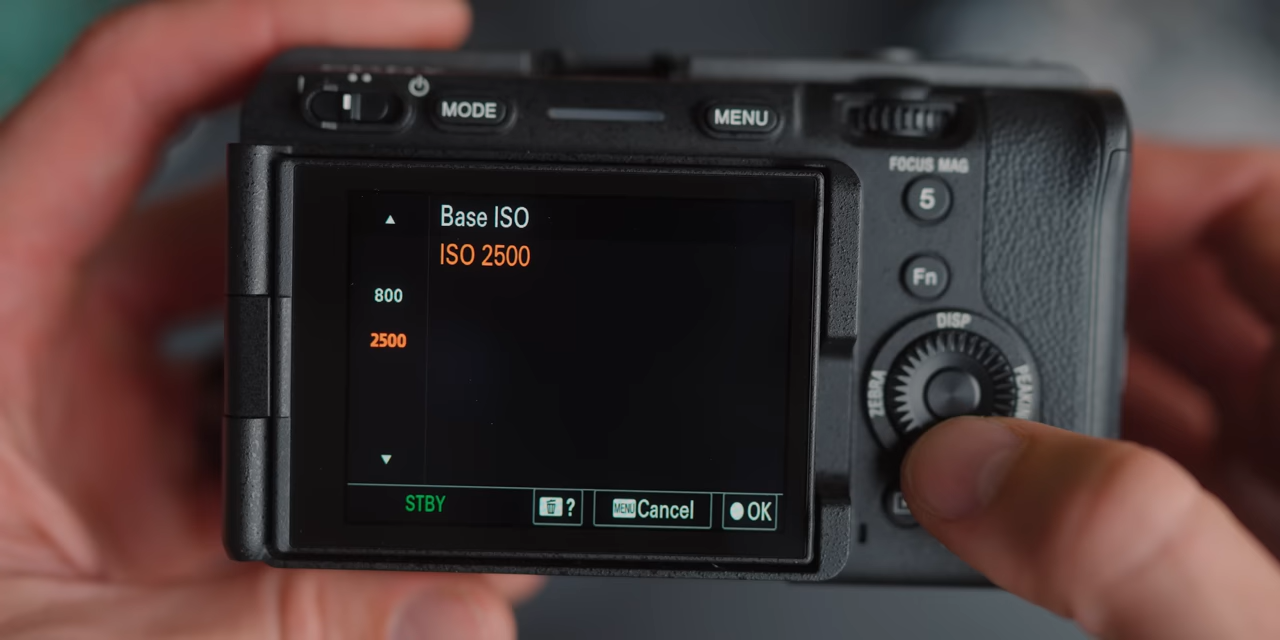 MODE
MENU
FOCUS MAG
5
Fn
DISP
ZEBRA
Base ISO
ISO 2500
800
2500
STBY
?
MENU Cancel
OK